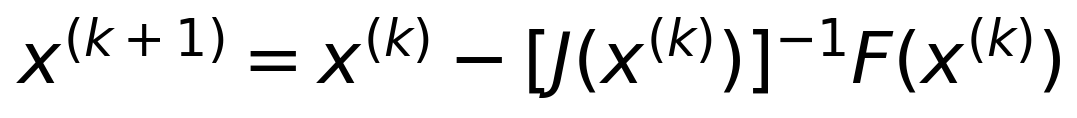 x^{(k+1)} = x^{(k)} − [J(x^{(k)})]^{−1}F(x^{(k)})